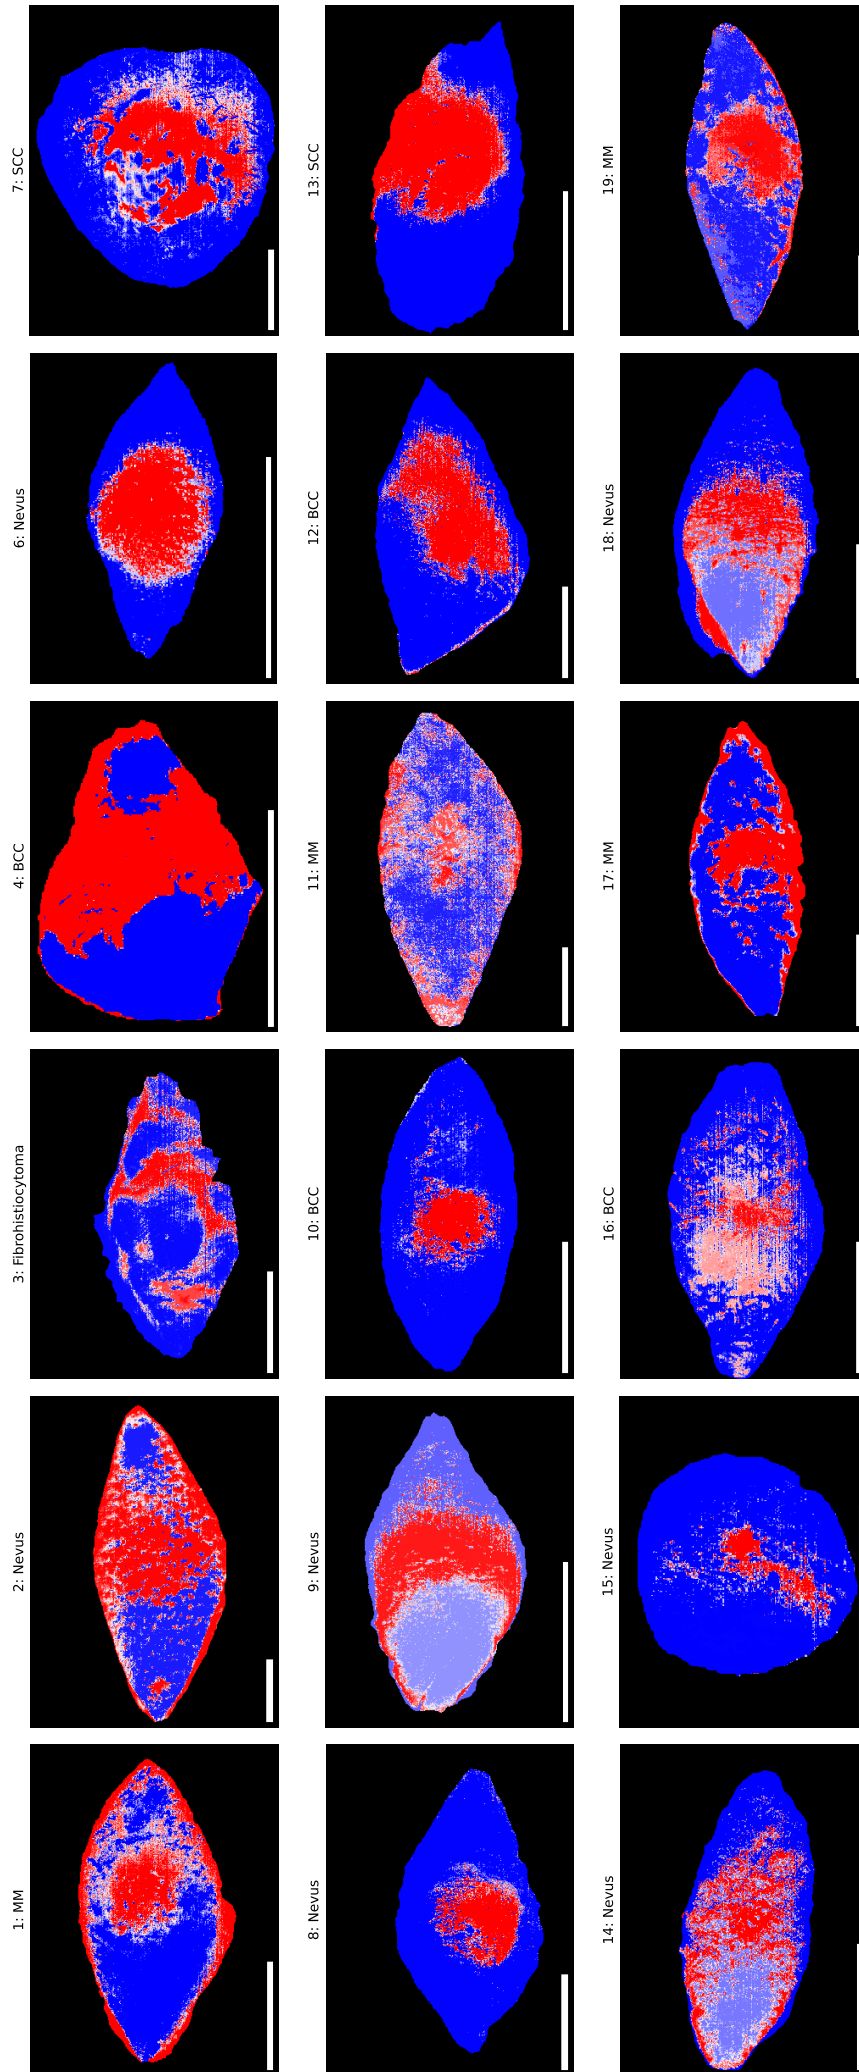 1: MM
2: Nevus
3: Fibrohistiocytoma
4: BCC
6: Nevus
7: SCC
8: Nevus
9: Nevus
10: BCC
11: MM
12: BCC
13: SCC
14: Nevus
15: Nevus
16: BCC
17: MM
18: Nevus
19: MM